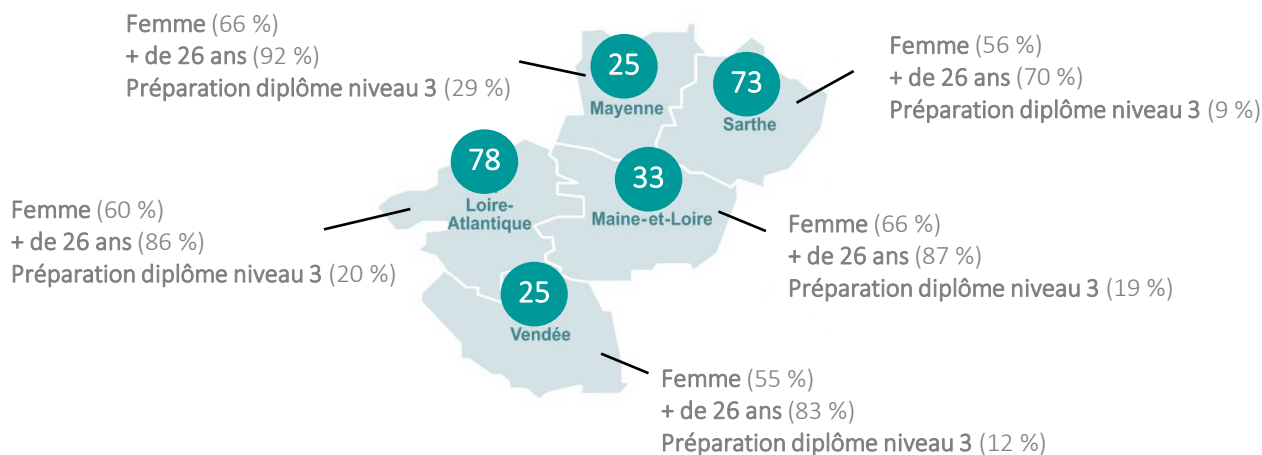 Femme (66 %)
+ de 26 ans (92 %)
Préparation diplôme niveau 3 (29 %)
25
Mayenne
73
Sarthe
Femme (56 %)
+ de 26 ans (70 %)
Préparation diplôme niveau 3 (9 %)
78
Loire-
Atlantique
33
Maine-et-Loire
Femme (60 %)
+ de 26 ans (86 %)
Préparation diplôme niveau 3 (20 %)
Femme (66 %)
+ de 26 ans (87 %)
Préparation diplôme niveau 3 (19 %)
25
Vendée
Femme (55 %)
+ de 26 ans (83 %)
Préparation diplôme niveau 3 (12 %)